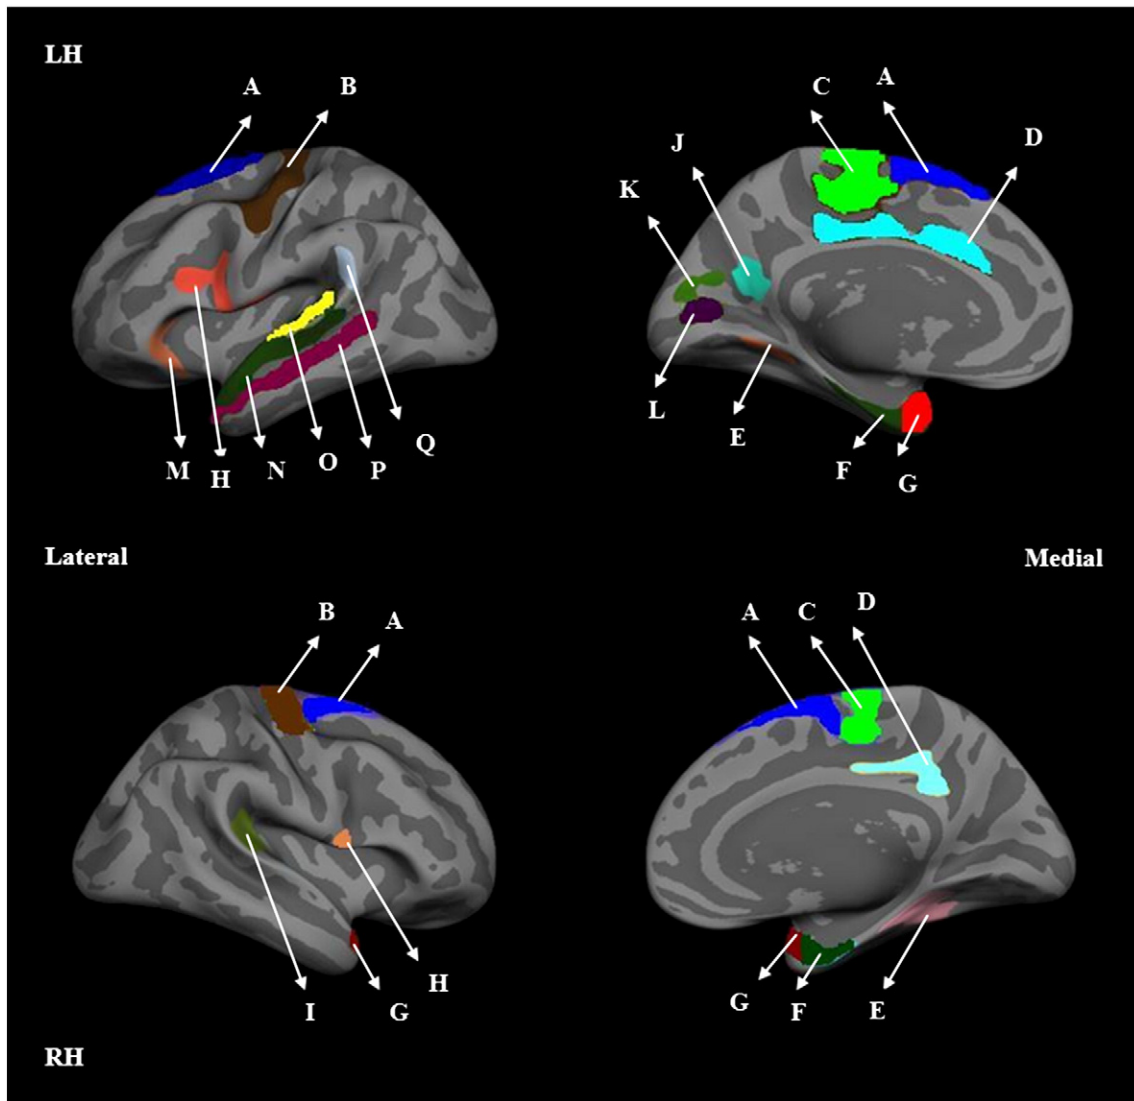 LH
A B C A D
J
K
M H N O P Q L E F G
Lateral Medial
B A A C D
I G H G F E
RH